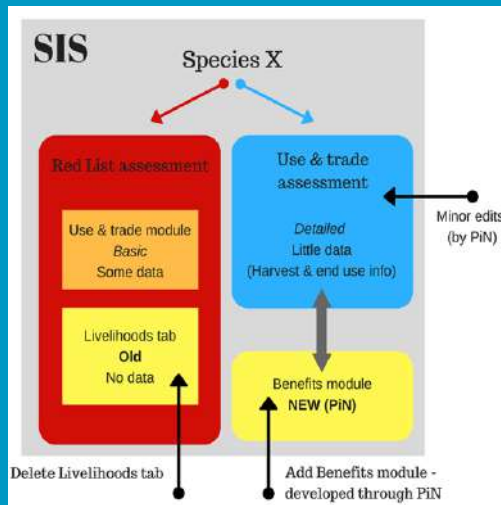 SIS
Species X
Red List assessment
Use & trade module
Basic
Some data
Livelihoods tab
Old
No data
Use & trade
assessment
Detailed
Little data
(Harvest & end use info)
Benefits module
NEW (PiN)
Minor edits
(by PiN)
Delete Livelihoods tab
Add Benefits module -
developed through PiN